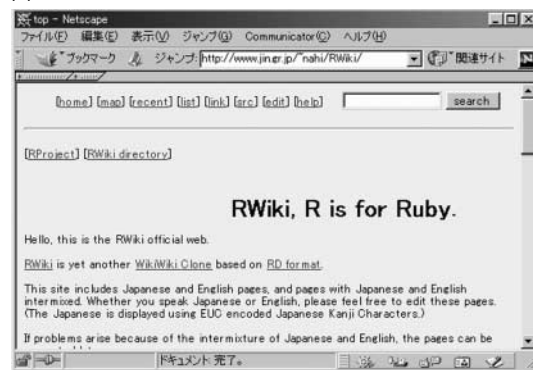 top - Netscape
ファイル(F) 編集(E) 表示(V) ジャンプ(G) Communicator(C) ヘルプ(H)
ブックマーク ジャンプ: http://www.jin.gr.jp/~nahi/RWiki/ 関連サイト N
[home] [map] [recent] [list] [link] [src] [edit] [help] search
[RProject] [RWiki directory]
RWiki, R is for Ruby.
Hello, this is the RWiki official web.
RWiki is yet another WikiWiki Clone based on RD format.
This site includes Japanese and English pages, and pages with Japanese and English
intermixed. Whether you speak Japanese or English, please feel free to edit these pages.
(The Japanese is displayed using EUC encoded Japanese Kanji Characters.)
If problems arise because of the intermixture of Japanese and English, the pages can be
ドキュメント: 完了。